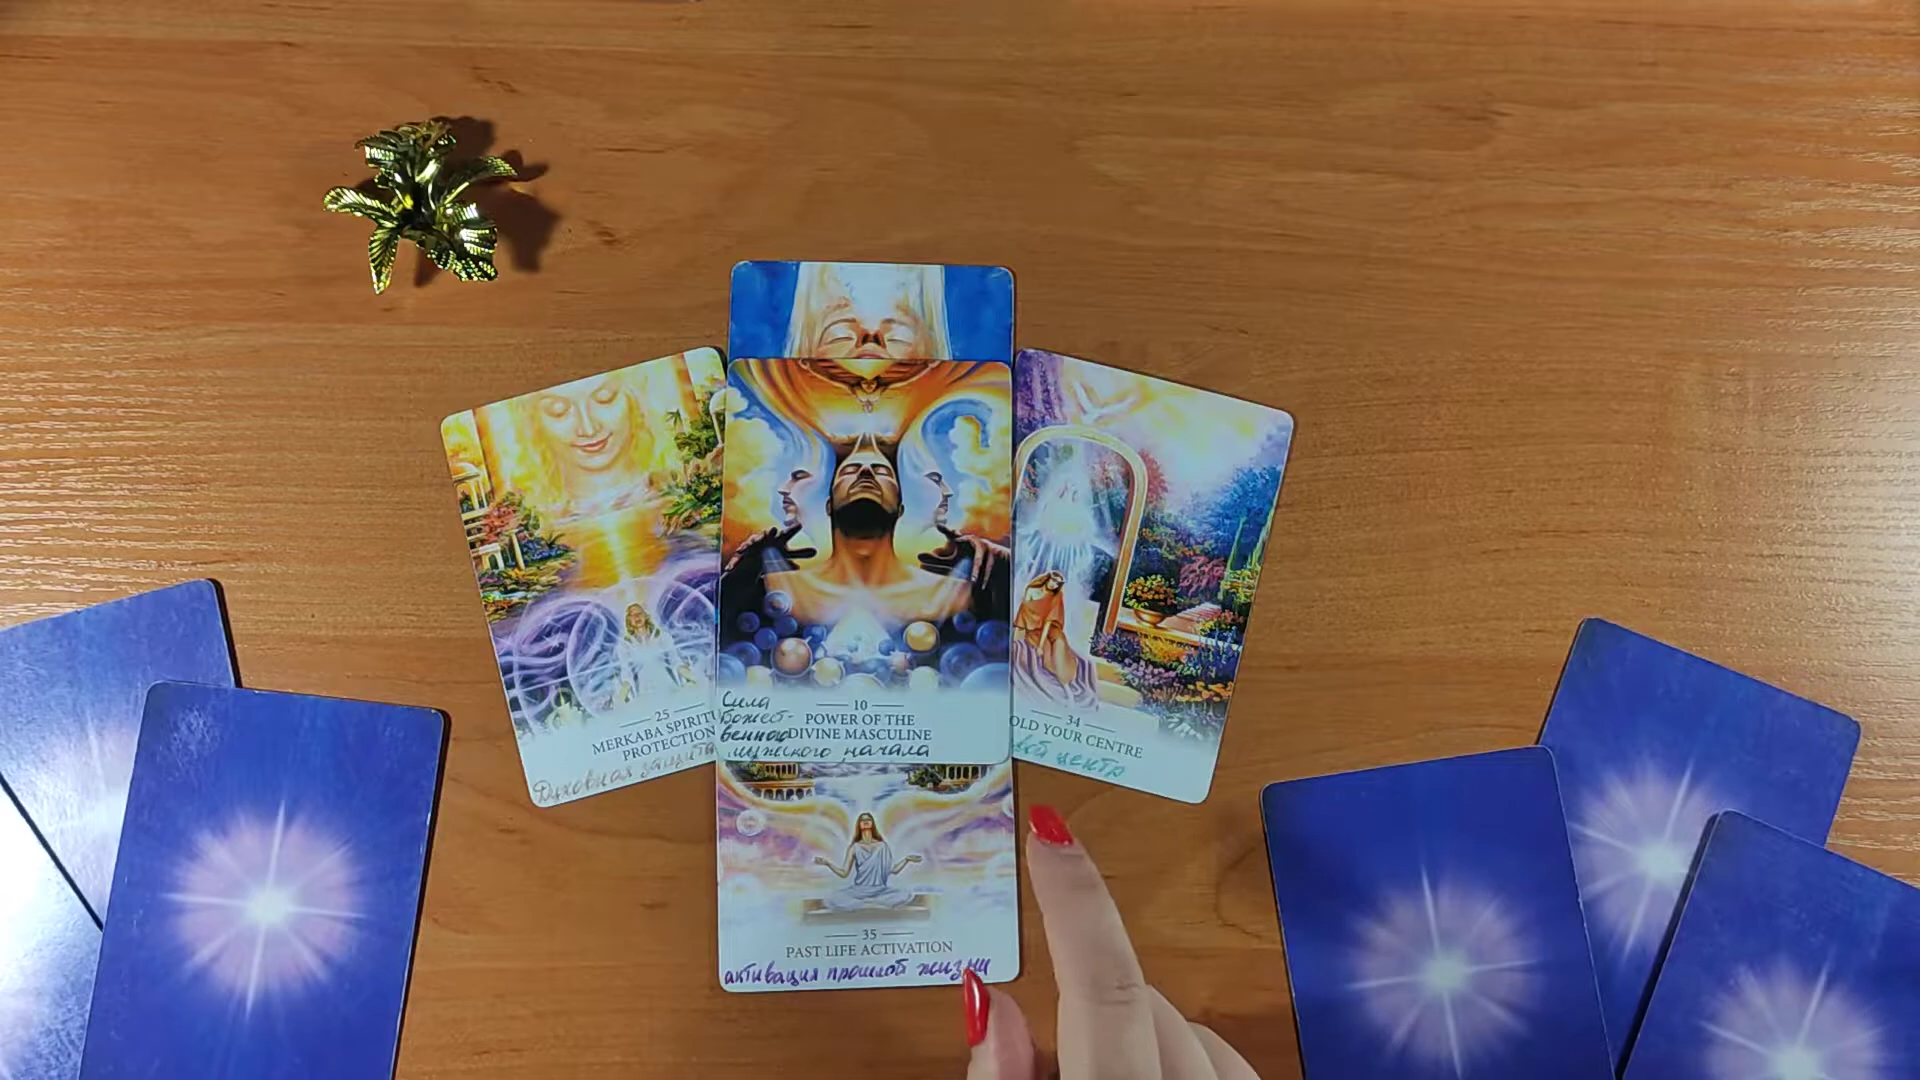 25
MERKABA SPIRIT
PROTECTION
Духовная защита
Сила
Божест-
венного
10
POWER OF THE
DIVINE MASCULINE
мужского начала
34
OLD YOUR CENTRE
центр
35
PAST LIFE ACTIVATION
активация прошлой жизни